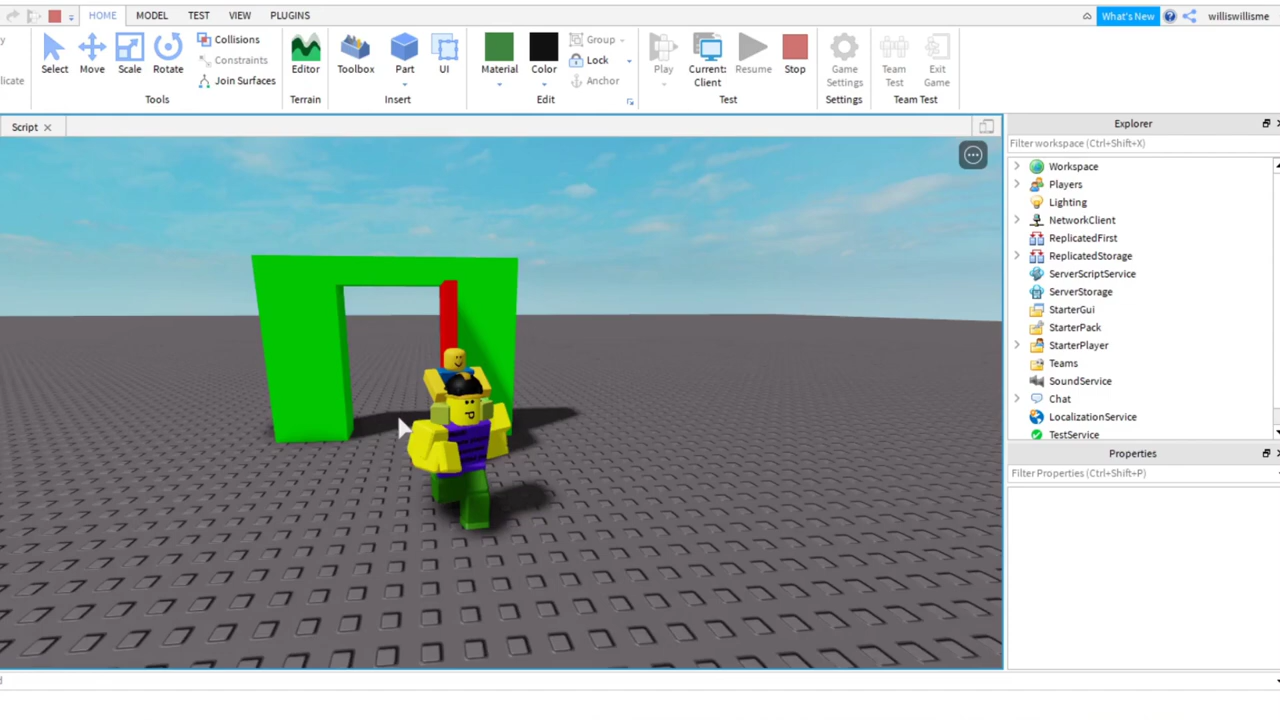 HOME MODEL TEST VIEW PLUGINS What's New williswillisme
Select Move Scale Rotate Collisions Constraints Join Surfaces Editor Toolbox Part UI Material Color Group Lock Anchor Play Current: Client Resume Stop Game Settings Team Test Exit Game
licate
Tools Terrain Insert Edit Test Settings Team Test
Script
Explorer
Filter workspace (Ctrl+Shift+X)
Workspace
Players
Lighting
NetworkClient
ReplicatedFirst
ReplicatedStorage
ServerScriptService
ServerStorage
StarterGui
StarterPack
StarterPlayer
Teams
SoundService
Chat
LocalizationService
TestService
Properties
Filter Properties (Ctrl+Shift+P)